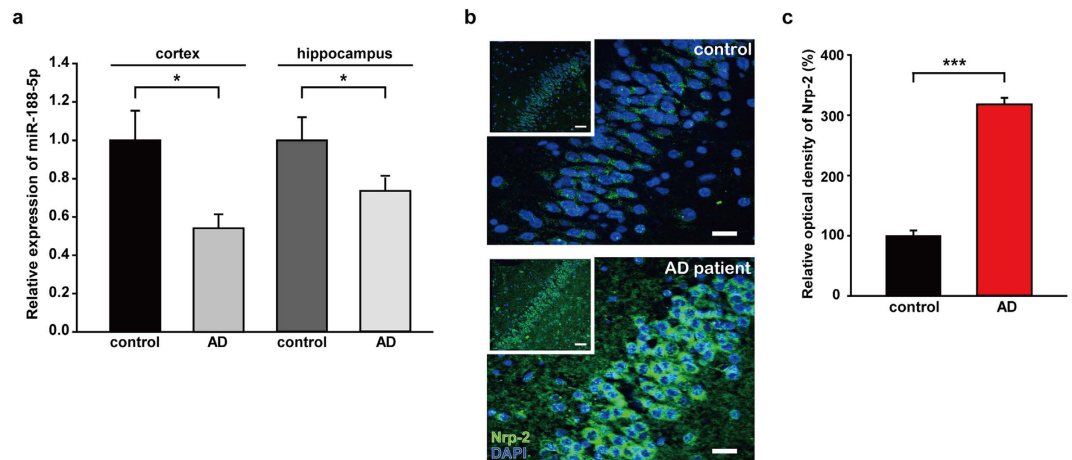 a
cortex
hippocampus
Relative expression of miR-188-5p
1.4
1.2
1.0
0.8
0.6
0.4
0.2
0.0
*
*
control
AD
control
AD
b
control
AD patient
Nrp-2
DAPI
c
Relative optical density of Nrp-2 (%)
400
300
200
100
0
***
control
AD